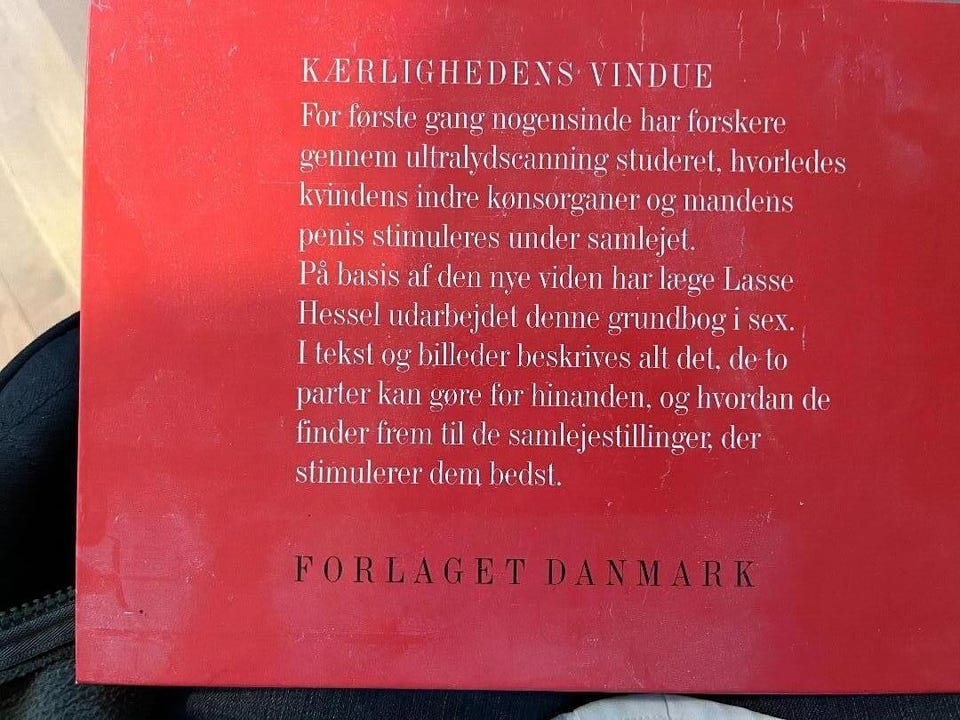 KÆRLIGHEDENS VINDUE
For første gang nogensinde har forskere
gennem ultralydscanning studeret, hvorledes
kvindens indre kønsorganer og mandens
penis stimuleres under samlejet.
På basis af den nye viden har læge Lasse
Hessel udarbejdet denne grundbog i sex.
I tekst og billeder beskrives alt det, de to
parter kan gøre for hinanden, og hvordan de
finder frem til de samlejestillinger, der
stimulerer dem bedst.
FORLAGET DANMARK